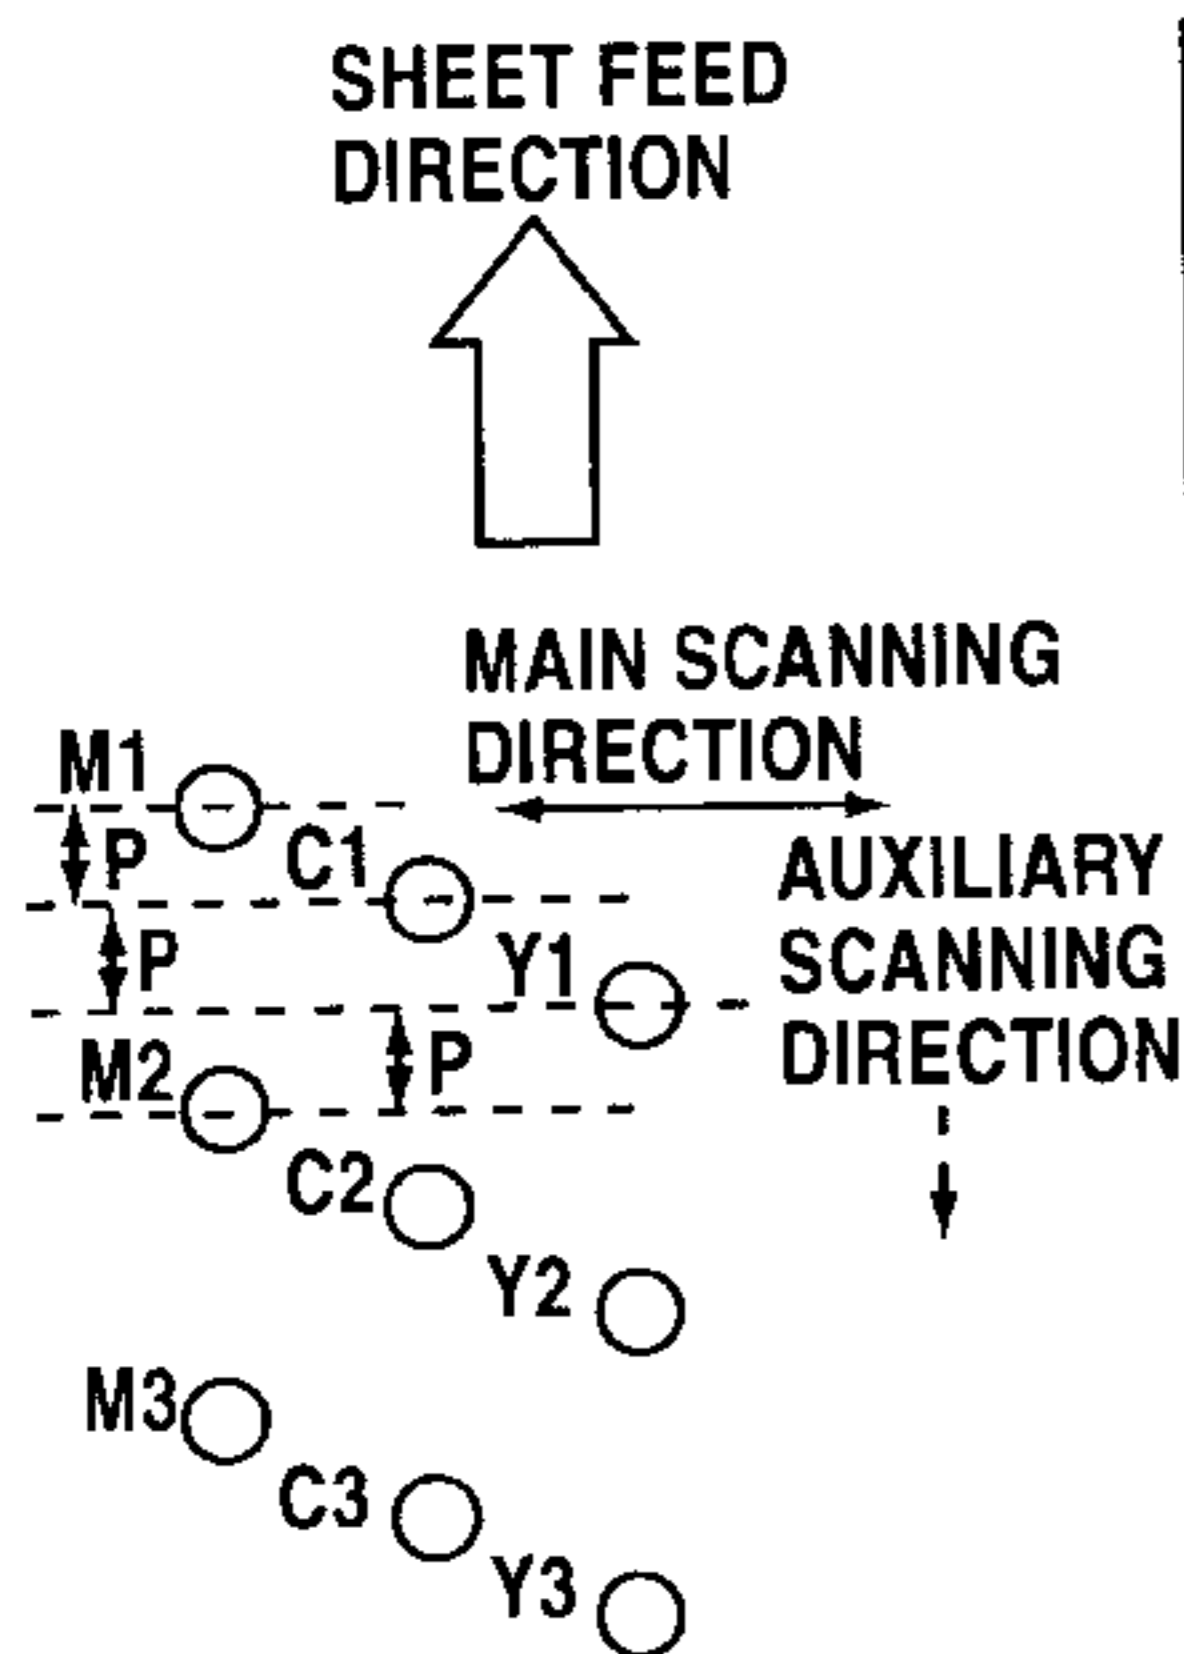 SHEET FEED
DIRECTION
MAIN SCANNING
DIRECTION
M1
P
C1
AUXILIARY
SCANNING
DIRECTION
P
Y1
M2
P
C2
Y2
M3
C3
Y3